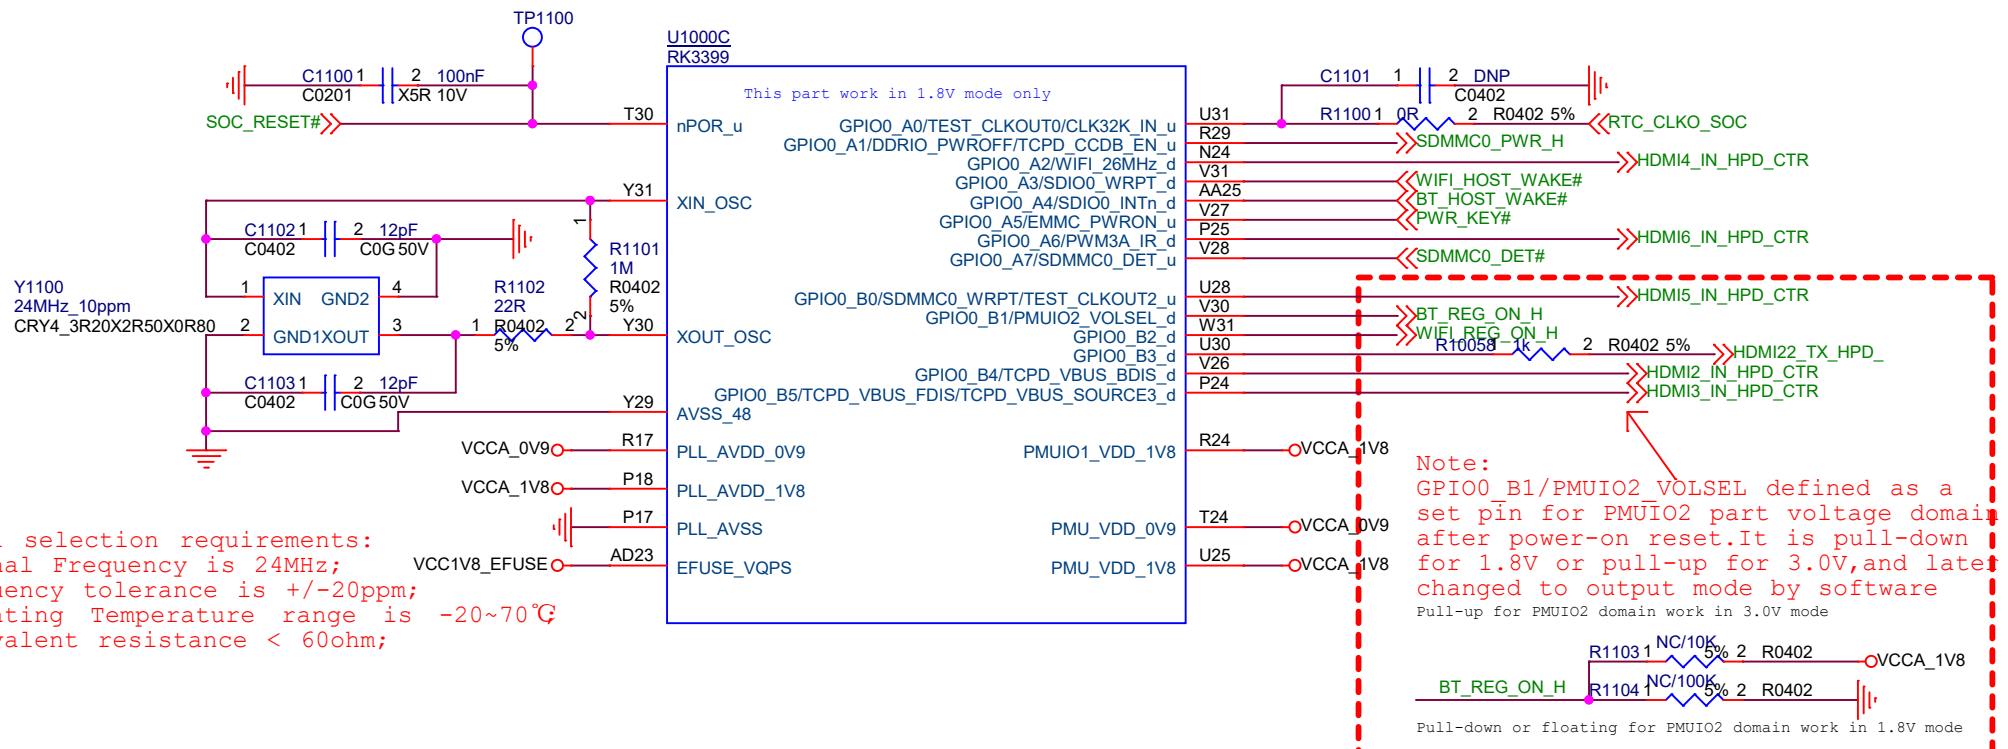 TP1100
U1000C
RK3399
This part work in 1.8V mode only
C1100 1 2 100nF
C0201 X5R 10V
SOC_RESET#
T30 nPOR_u
Y31 XIN_OSC
C1102 1 2 12pF
C0402 C0G 50V
1
R1101
1M
R0402
5%
2
Y1100
24MHz_10ppm
CRY4_3R20X2R50X0R80
1 XIN GND2 4
2 GND1 XOUT 3
R1102
22R
1 R0402 2
5%
Y30 XOUT_OSC
C1103 1 2 12pF
C0402 C0G 50V
Y29 AVSS_48
VCCA_0V9 R17 PLL_AVDD_0V9
VCCA_1V8 P18 PLL_AVDD_1V8
P17 PLL_AVSS
VCC1V8_EFUSE AD23 EFUSE_VQPS
selection requirements:
nal Frequency is 24MHz;
uency tolerance is +/-20ppm;
ating Temperature range is -20~70℃;
valent resistance < 60ohm;
C1101 1 2 DNP
C0402
GPIO0_A0/TEST_CLKOUT0/CLK32K_IN_u U31 R1100 1 0R 2 R0402 5% RTC_CLKO_SOC
GPIO0_A1/DDRIO_PWROFF/TCPD_CCDB_EN_u R29 SDMMC0_PWR_H
GPIO0_A2/WIFI_26MHz_d N24 HDMI4_IN_HPD_CTR
GPIO0_A3/SDIO0_WRPT_d V31 WIFI_HOST_WAKE#
GPIO0_A4/SDIO0_INTn_d AA25 BT_HOST_WAKE#
GPIO0_A5/EMMC_PWRON_u V27 PWR_KEY#
GPIO0_A6/PWM3A_IR_d P25 HDMI6_IN_HPD_CTR
GPIO0_A7/SDMMC0_DET_u V28 SDMMC0_DET#
GPIO0_B0/SDMMC0_WRPT/TEST_CLKOUT2_u U28 HDMI5_IN_HPD_CTR
GPIO0_B1/PMUIO2_VOLSEL_d V30 BT_REG_ON_H
GPIO0_B2_d W31 WIFI_REG_ON_H
GPIO0_B3_d U30 R10058 1 1k 2 R0402 5% HDMI22_TX_HPD_
GPIO0_B4/TCPD_VBUS_BDIS_d V26 HDMI2_IN_HPD_CTR
GPIO0_B5/TCPD_VBUS_FDIS/TCPD_VBUS_SOURCE3_d P24 HDMI3_IN_HPD_CTR
PMUIO1_VDD_1V8 R24 VCCA_1V8
PMU_VDD_0V9 T24 VCCA_0V9
PMU_VDD_1V8 U25 VCCA_1V8
Note:
GPIO0_B1/PMUIO2_VOLSEL defined as a
set pin for PMUIO2 part voltage domain
after power-on reset.It is pull-down
for 1.8V or pull-up for 3.0V,and later
changed to output mode by software
Pull-up for PMUIO2 domain work in 3.0V mode
R1103 1 NC/10K 5% 2 R0402 VCCA_1V8
BT_REG_ON_H R1104 1 NC/100K 5% 2 R0402
Pull-down or floating for PMUIO2 domain work in 1.8V mode